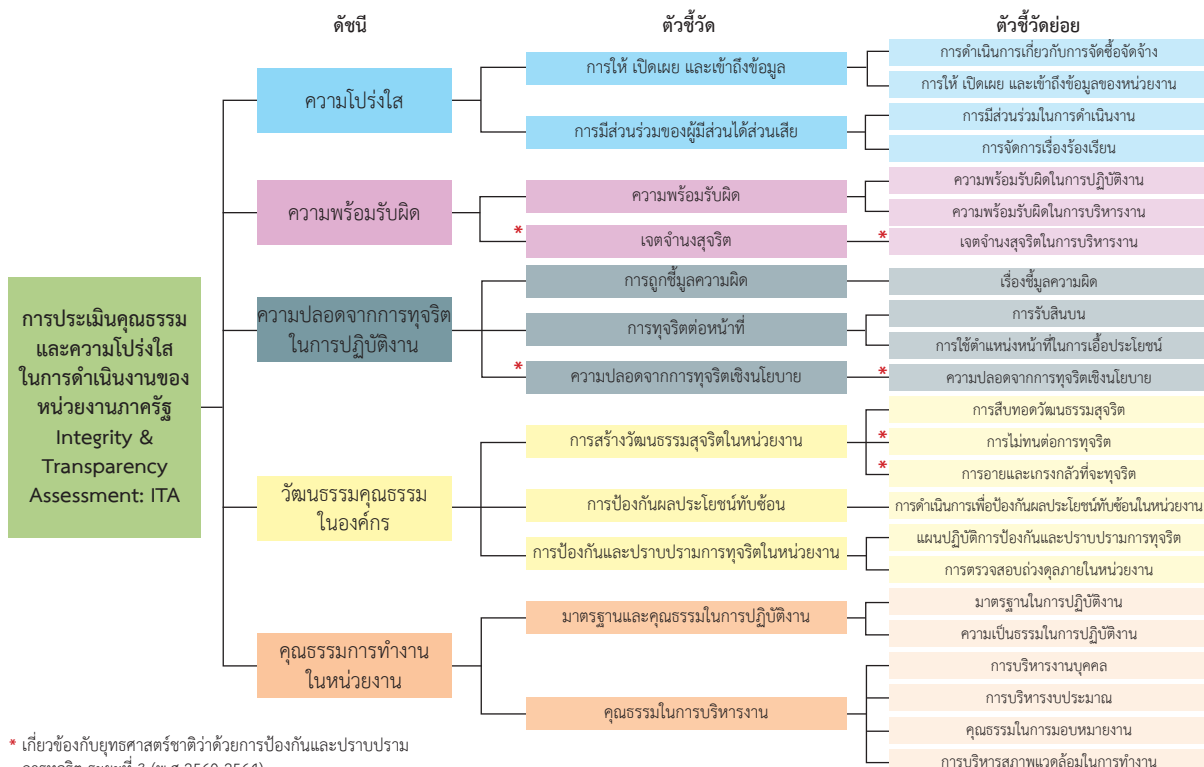 ดัชนี
ตัวชี้วัด
ตัวชี้วัดย่อย
การประเมินคุณธรรม
และความโปร่งใส
ในการดำเนินงานของ
หน่วยงานภาครัฐ
Integrity &
Transparency
Assessment: ITA
ความโปร่งใส
การให้ เปิดเผย และเข้าถึงข้อมูล
การดำเนินการเกี่ยวกับการจัดซื้อจัดจ้าง
การให้ เปิดเผย และเข้าถึงข้อมูลของหน่วยงาน
การมีส่วนร่วมของผู้มีส่วนได้ส่วนเสีย
การมีส่วนร่วมในการดำเนินงาน
การจัดการเรื่องร้องเรียน
ความพร้อมรับผิด
ความพร้อมรับผิด
ความพร้อมรับผิดในการปฏิบัติงาน
ความพร้อมรับผิดในการบริหารงาน
* เจตจำนงสุจริต
* เจตจำนงสุจริตในการบริหารงาน
ความปลอดจากการทุจริต
ในการปฏิบัติงาน
การถูกชี้มูลความผิด
เรื่องชี้มูลความผิด
การทุจริตต่อหน้าที่
การรับสินบน
การใช้ตำแหน่งหน้าที่ในการเอื้อประโยชน์
* ความปลอดจากการทุจริตเชิงนโยบาย
* ความปลอดจากการทุจริตเชิงนโยบาย
วัฒนธรรมคุณธรรม
ในองค์กร
การสร้างวัฒนธรรมสุจริตในหน่วยงาน
การสืบทอดวัฒนธรรมสุจริต
* การไม่ทนต่อการทุจริต
* การอายและเกรงกลัวที่จะทุจริต
การป้องกันผลประโยชน์ทับซ้อน
การดำเนินการเพื่อป้องกันผลประโยชน์ทับซ้อนในหน่วยงาน
การป้องกันและปราบปรามการทุจริตในหน่วยงาน
แผนปฏิบัติการป้องกันและปราบปรามการทุจริต
การตรวจสอบถ่วงดุลภายในหน่วยงาน
คุณธรรมการทำงาน
ในหน่วยงาน
มาตรฐานและคุณธรรมในการปฏิบัติงาน
มาตรฐานในการปฏิบัติงาน
ความเป็นธรรมในการปฏิบัติงาน
คุณธรรมในการบริหารงาน
การบริหารงานบุคคล
การบริหารงบประมาณ
คุณธรรมในการมอบหมายงาน
การบริหารสภาพแวดล้อมในการทำงาน
* เกี่ยวข้องกับยุทธศาสตร์ชาติว่าด้วยการป้องกันและปราบปราม